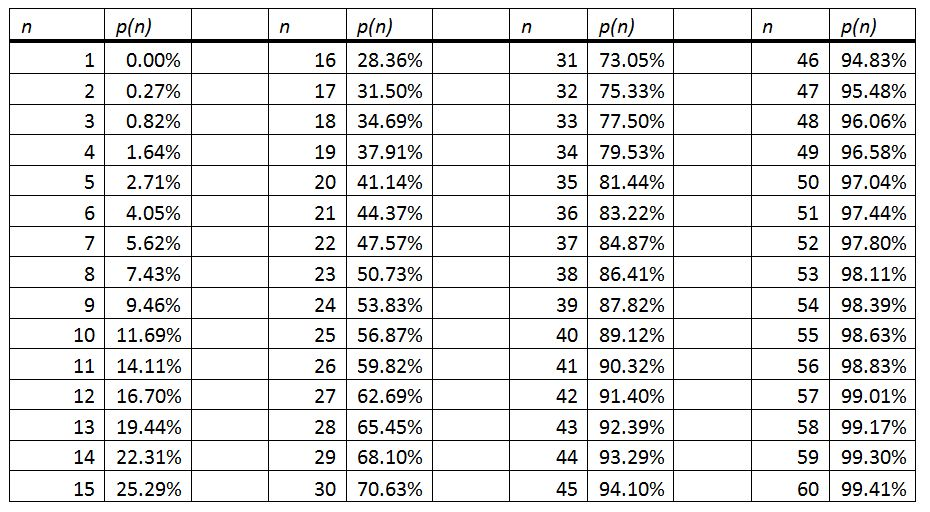 n p(n) n p(n) n p(n) n p(n)
1 0.00% 16 28.36% 31 73.05% 46 94.83%
2 0.27% 17 31.50% 32 75.33% 47 95.48%
3 0.82% 18 34.69% 33 77.50% 48 96.06%
4 1.64% 19 37.91% 34 79.53% 49 96.58%
5 2.71% 20 41.14% 35 81.44% 50 97.04%
6 4.05% 21 44.37% 36 83.22% 51 97.44%
7 5.62% 22 47.57% 37 84.87% 52 97.80%
8 7.43% 23 50.73% 38 86.41% 53 98.11%
9 9.46% 24 53.83% 39 87.82% 54 98.39%
10 11.69% 25 56.87% 40 89.12% 55 98.63%
11 14.11% 26 59.82% 41 90.32% 56 98.83%
12 16.70% 27 62.69% 42 91.40% 57 99.01%
13 19.44% 28 65.45% 43 92.39% 58 99.17%
14 22.31% 29 68.10% 44 93.29% 59 99.30%
15 25.29% 30 70.63% 45 94.10% 60 99.41%